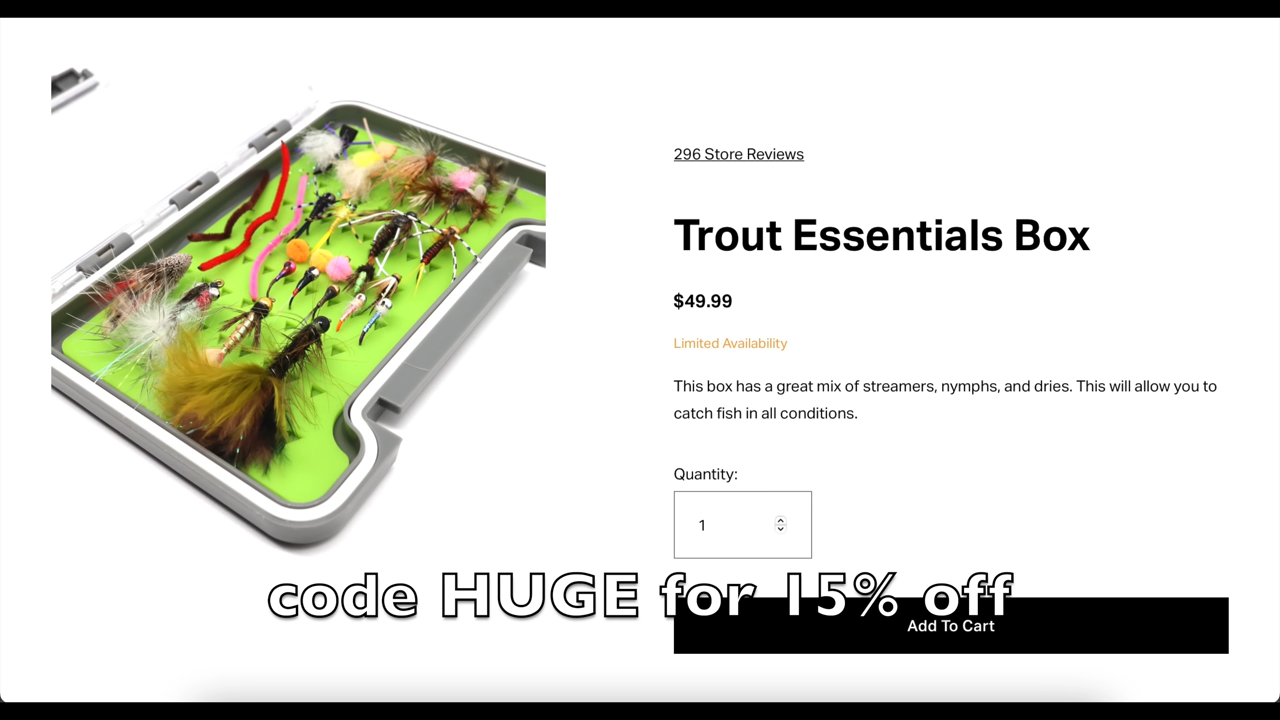 296 Store Reviews
Trout Essentials Box
$49.99
Limited Availability
This box has a great mix of streamers, nymphs, and dries. This will allow you to
catch fish in all conditions.
Quantity:
1
code HUGE for 15% off
Add To Cart